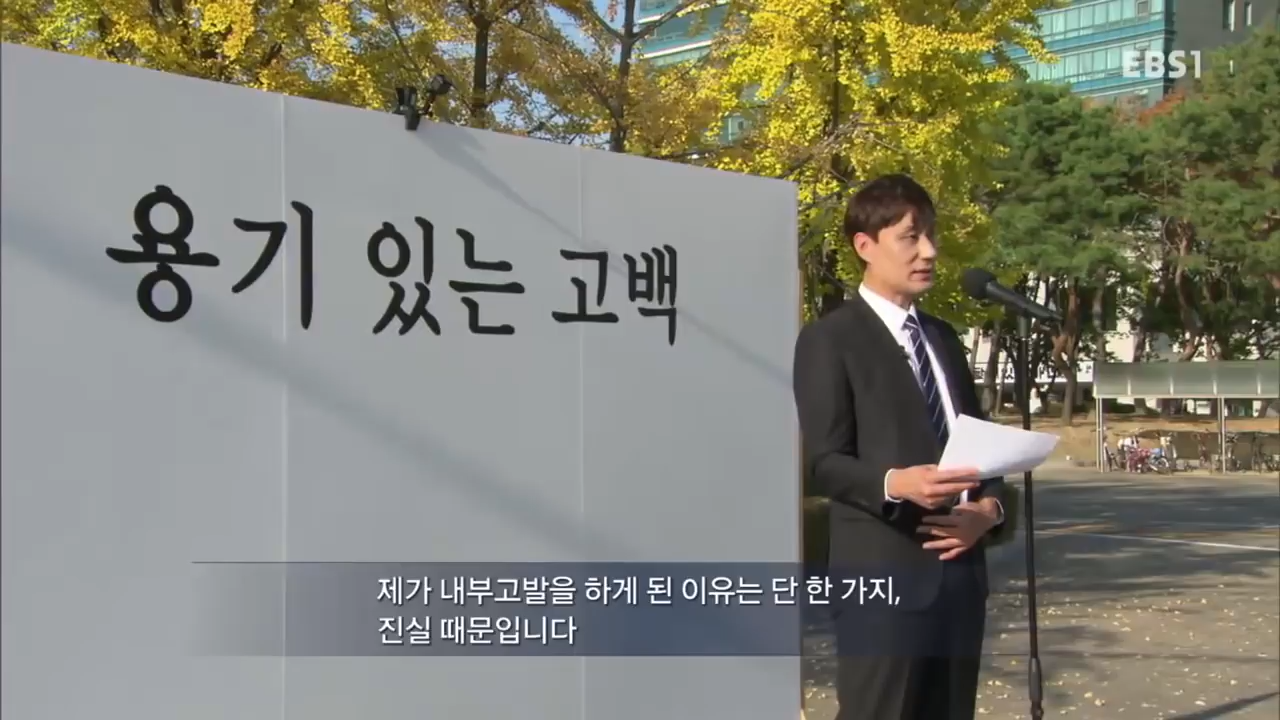 EBS1
용기 있는 고백
제가 내부고발을 하게 된 이유는 단 한 가지,
진실 때문입니다